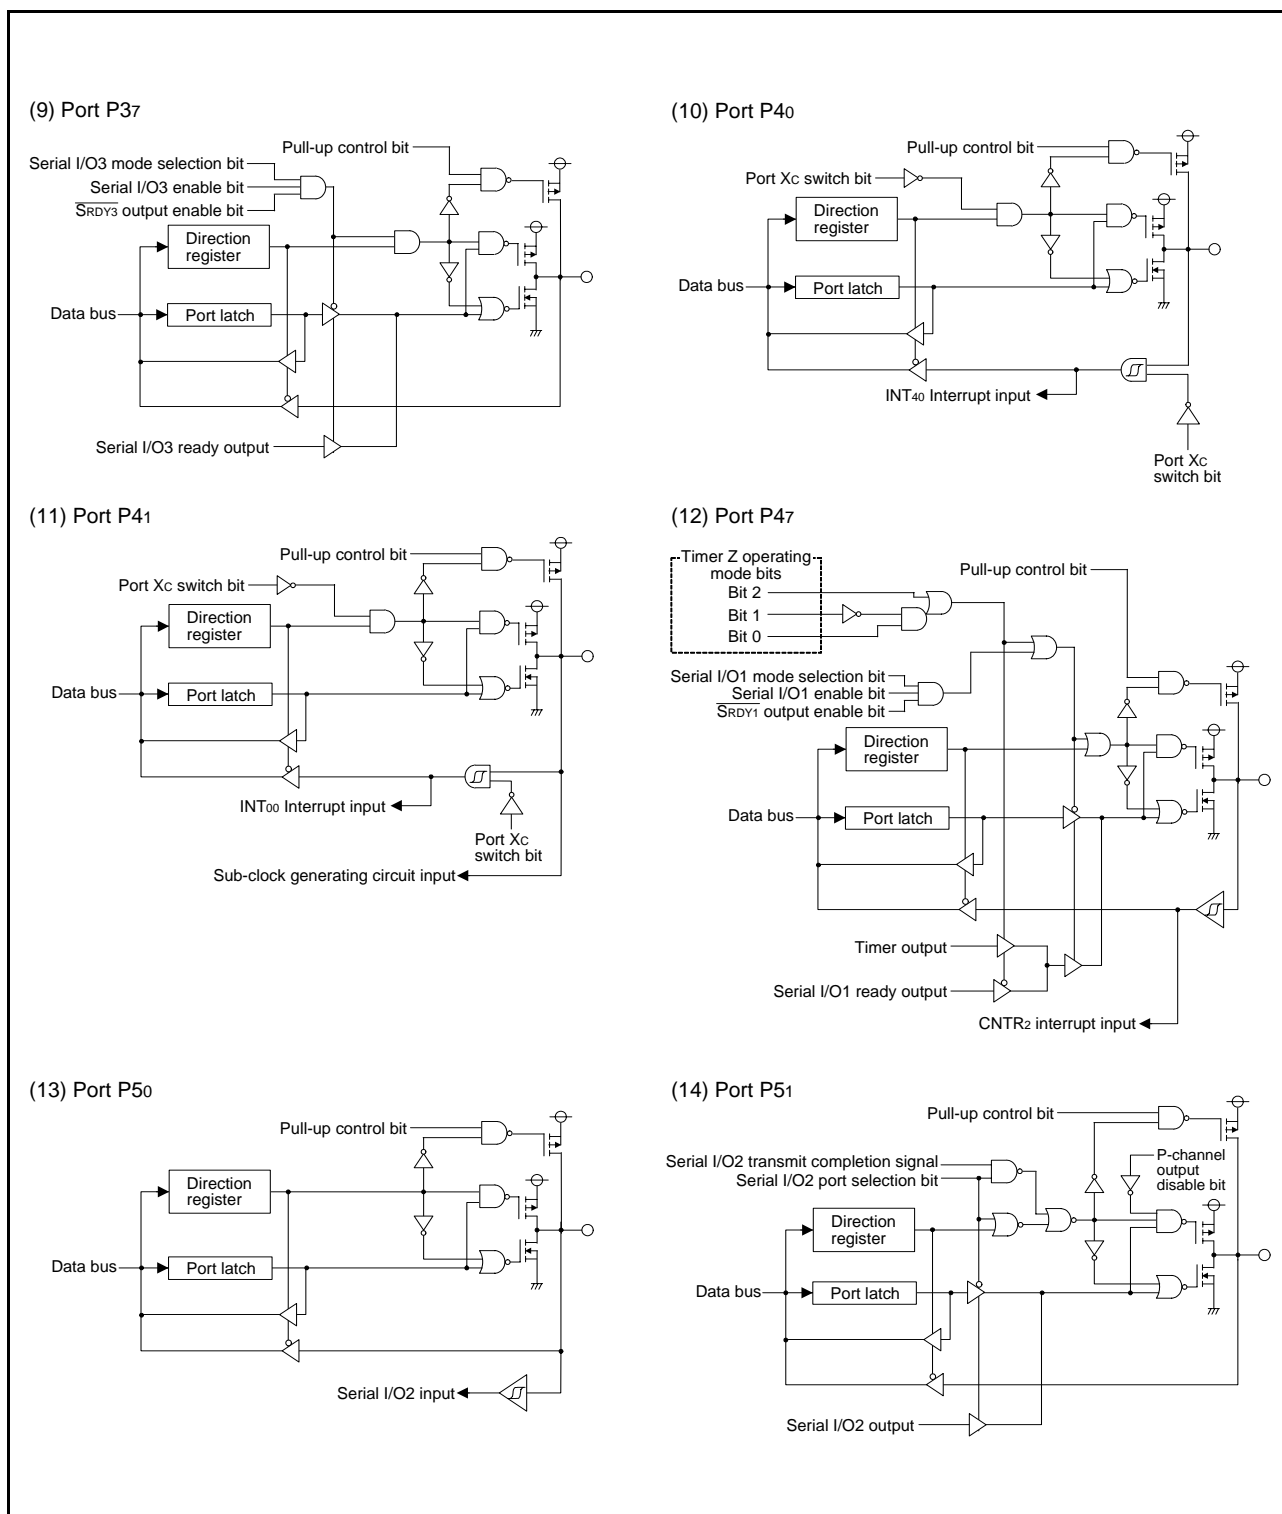 (9) Port P37
Pull-up control bit
Serial I/O3 mode selection bit
Serial I/O3 enable bit
SRDY3 output enable bit
Direction
register
Data bus
Port latch
Serial I/O3 ready output
(10) Port P40
Pull-up control bit
Port XC switch bit
Direction
register
Data bus
Port latch
INT40 Interrupt input
Port XC
switch bit
(11) Port P41
Pull-up control bit
Port XC switch bit
Direction
register
Data bus
Port latch
INT00 Interrupt input
Port XC
switch bit
Sub-clock generating circuit input
(12) Port P47
Timer Z operating
mode bits
Bit 2
Bit 1
Bit 0
Pull-up control bit
Serial I/O1 mode selection bit
Serial I/O1 enable bit
SRDY1 output enable bit
Direction
register
Data bus
Port latch
Timer output
Serial I/O1 ready output
CNTR2 interrupt input
(13) Port P50
Pull-up control bit
Direction
register
Data bus
Port latch
Serial I/O2 input
(14) Port P51
Pull-up control bit
Serial I/O2 transmit completion signal
Serial I/O2 port selection bit
P-channel
output
disable bit
Direction
register
Data bus
Port latch
Serial I/O2 output